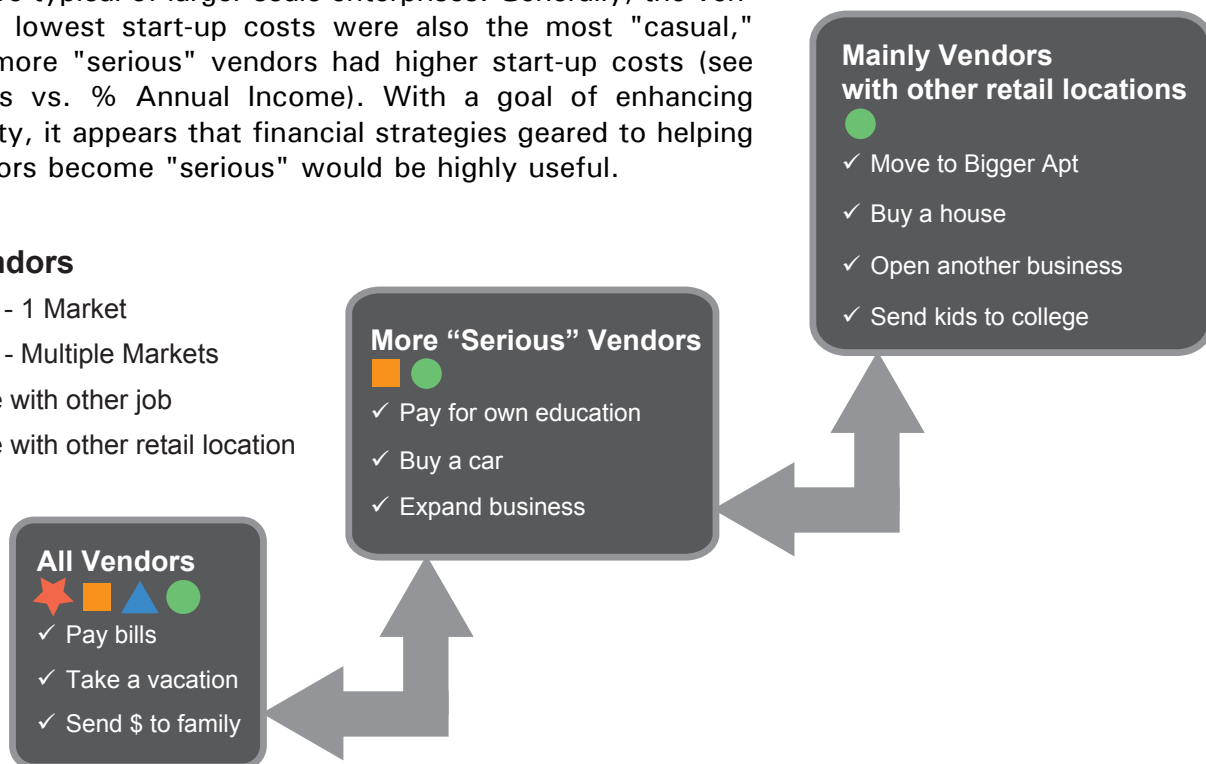 lowest start-up costs were also the most "casual,"
more "serious" vendors had higher start-up costs (see
vs. % Annual Income). With a goal of enhancing
it appears that financial strategies geared to helping
become "serious" would be highly useful.
- 1 Market
- Multiple Markets
with other job
with other retail location
All Vendors
✓ Pay bills
✓ Take a vacation
✓ Send $ to family
More “Serious” Vendors
✓ Pay for own education
✓ Buy a car
✓ Expand business
Mainly Vendors
with other retail locations
✓ Move to Bigger Apt
✓ Buy a house
✓ Open another business
✓ Send kids to college